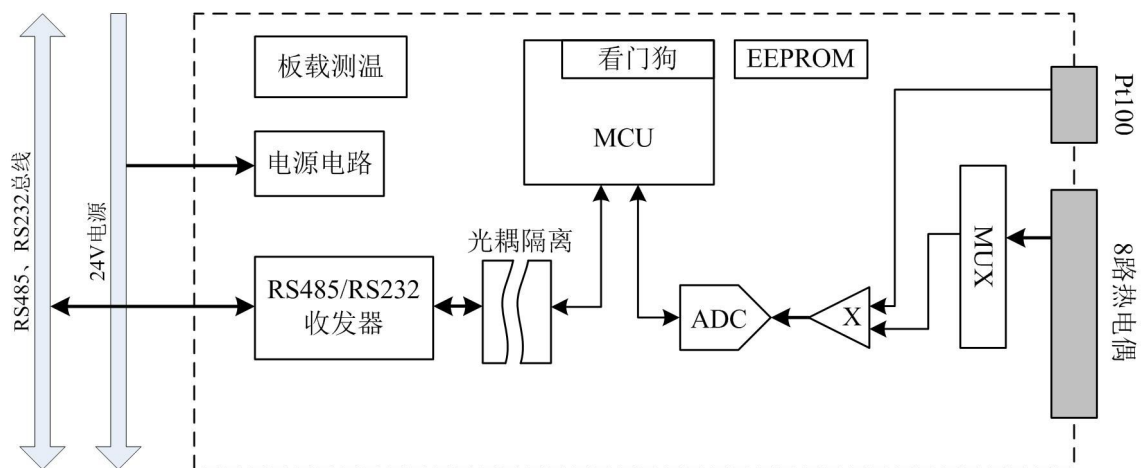 RS485、RS232总线
24V电源
板载测温
电源电路
RS485/RS232
收发器
光耦隔离
看门狗
MCU
EEPROM
ADC
X
MUX
Pt100
8路热电偶